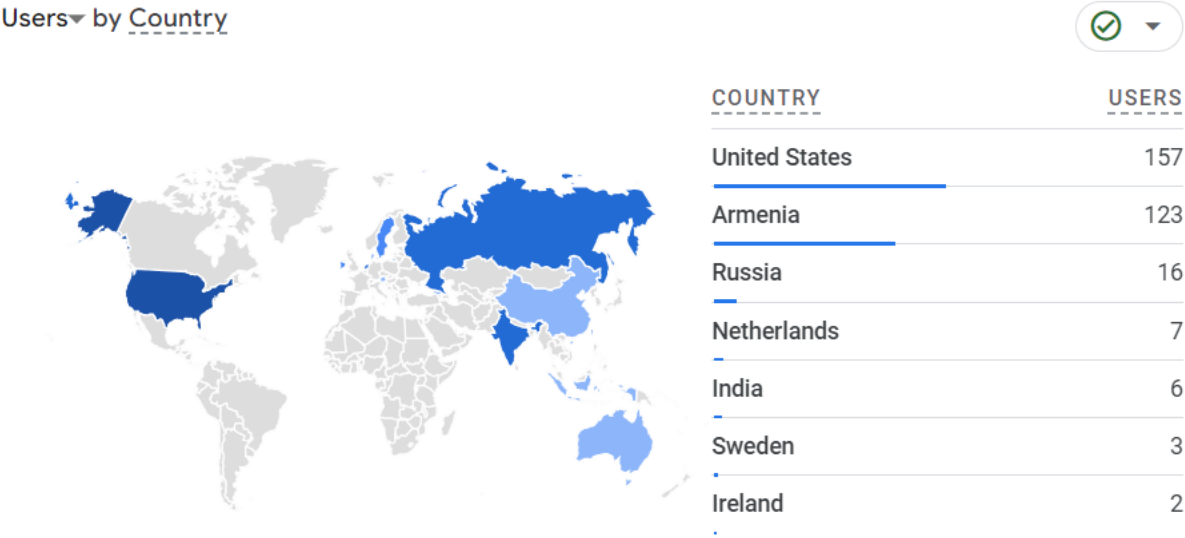 Users by Country
COUNTRY USERS
United States 157
Armenia 123
Russia 16
Netherlands 7
India 6
Sweden 3
Ireland 2